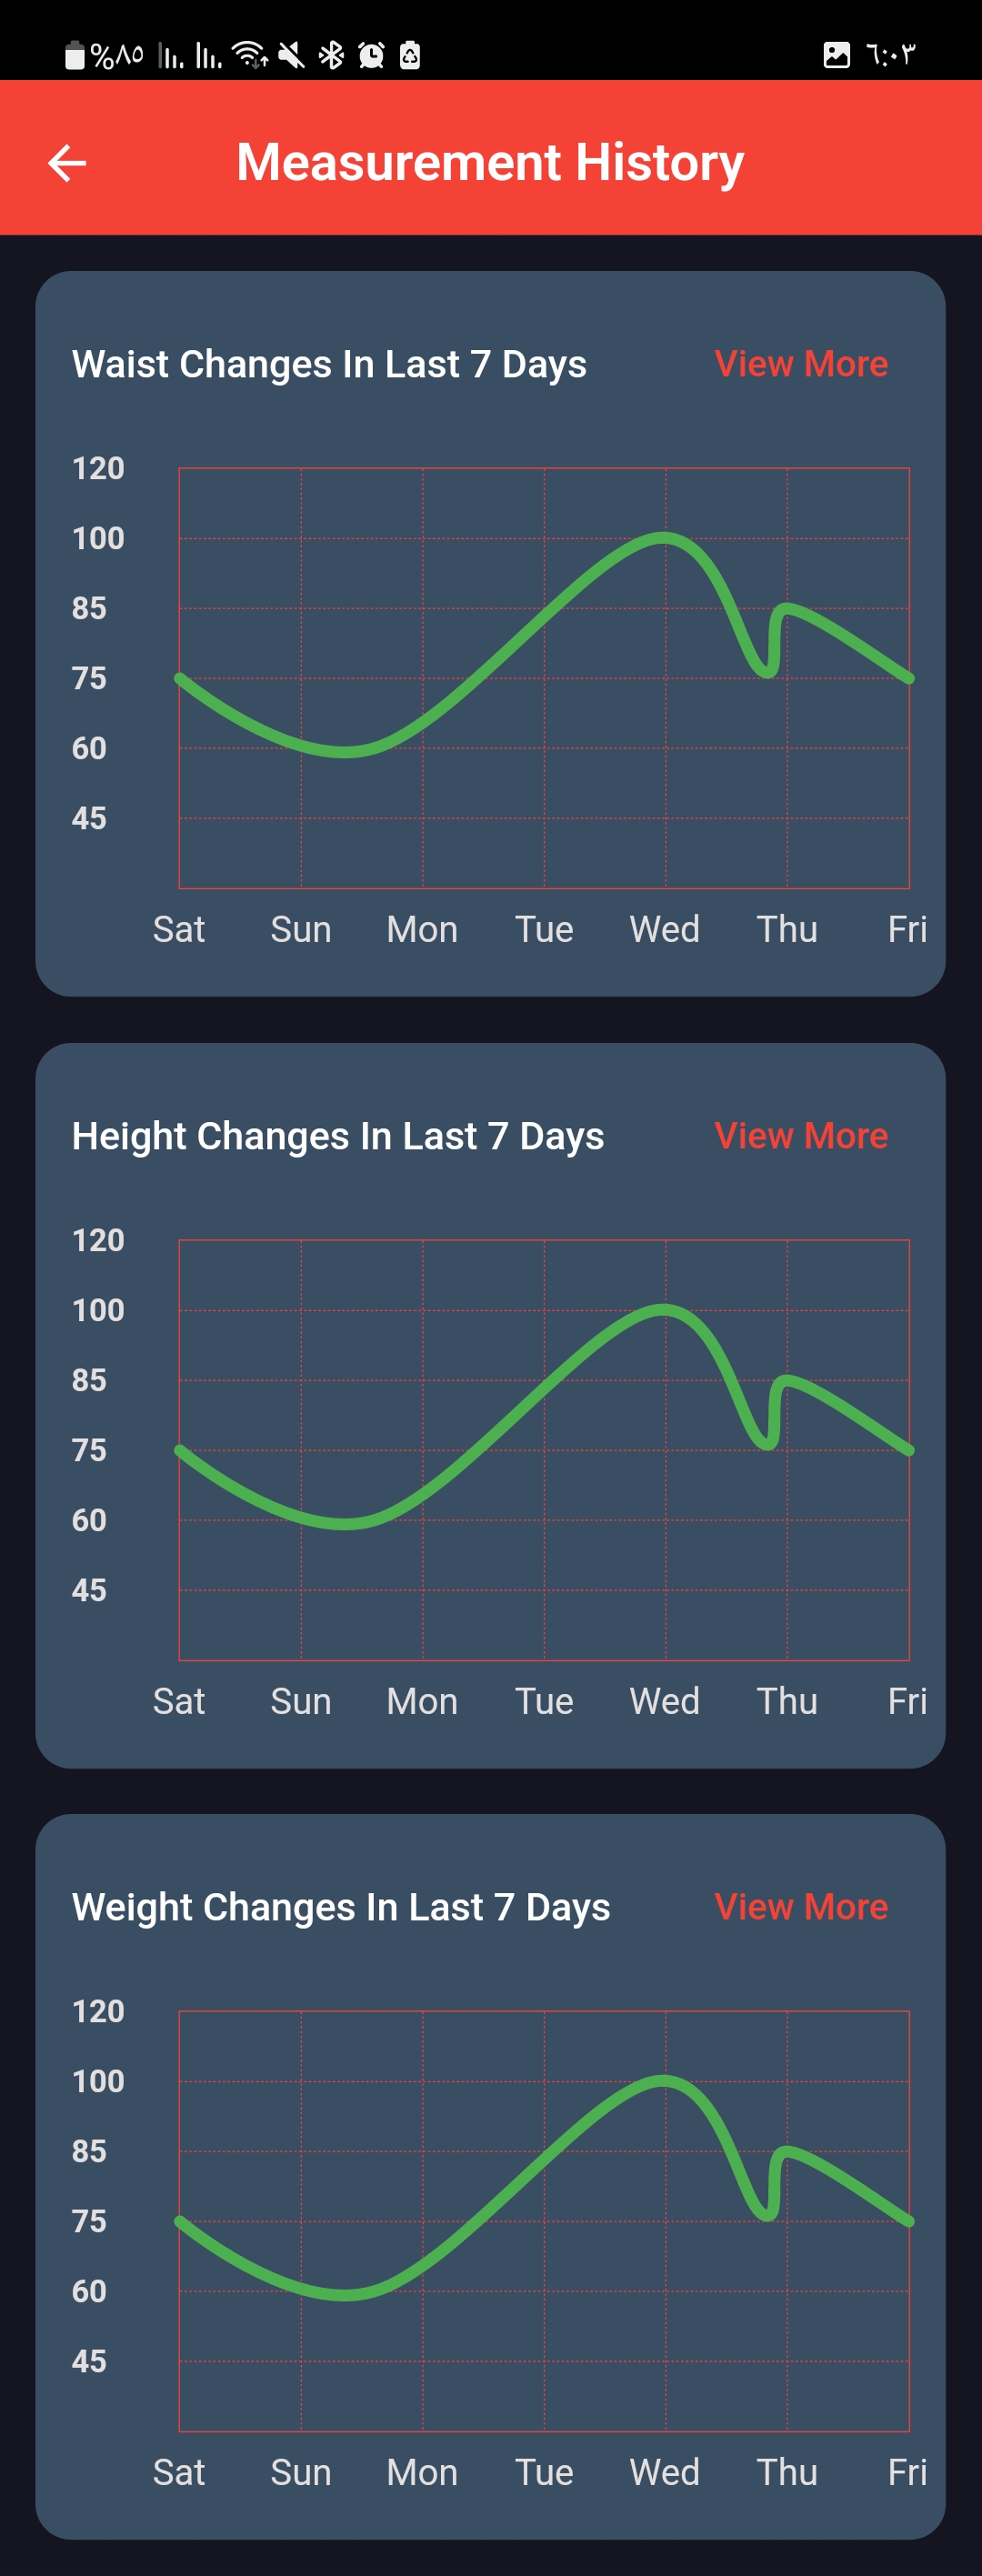 %٨٥ ٦:٠٣
Measurement History
Waist Changes In Last 7 Days View More
120
100
85
75
60
45
Sat Sun Mon Tue Wed Thu Fri
Height Changes In Last 7 Days View More
120
100
85
75
60
45
Sat Sun Mon Tue Wed Thu Fri
Weight Changes In Last 7 Days View More
120
100
85
75
60
45
Sat Sun Mon Tue Wed Thu Fri